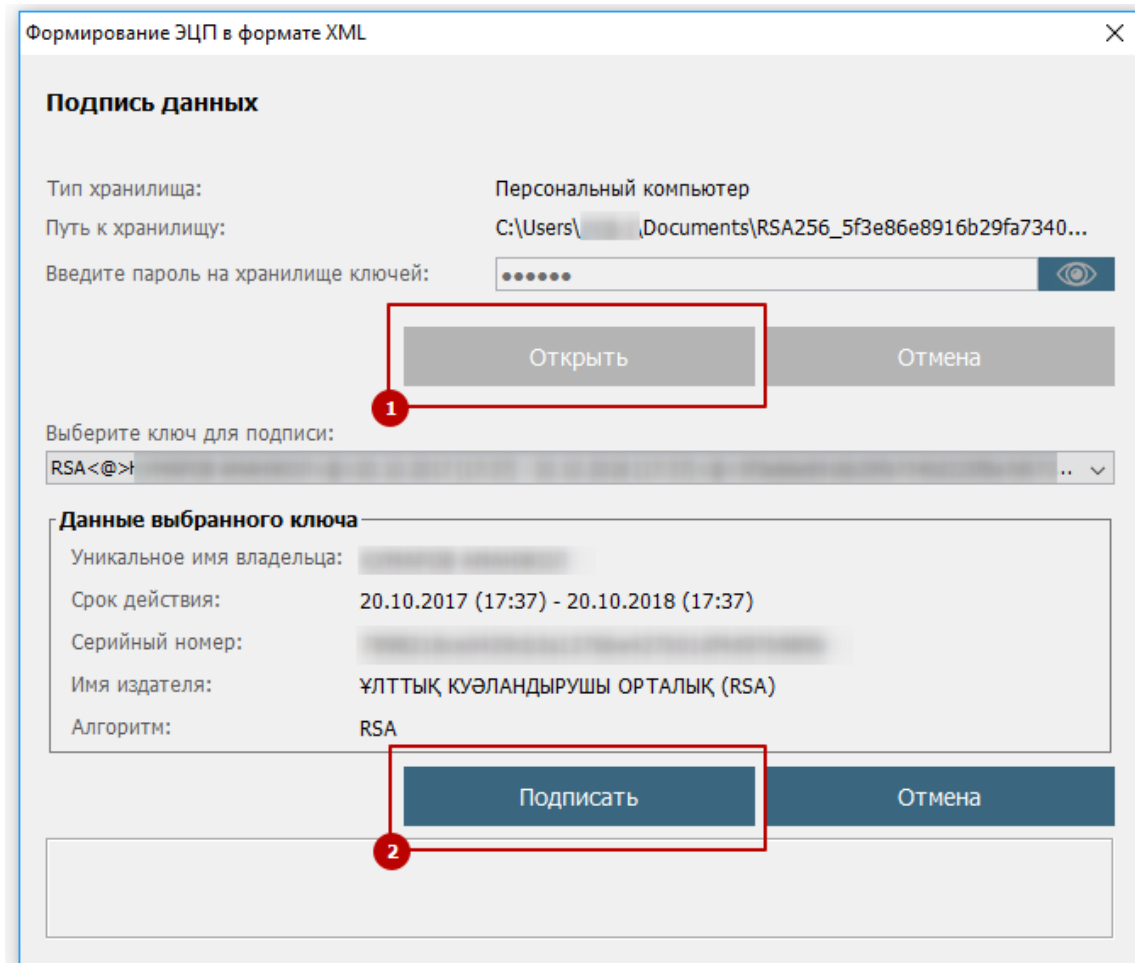 Формирование ЭЦП в формате XML
Подпись данных
Тип хранилища: Персональный компьютер
Путь к хранилищу: C:\Users\ \Documents\RSA256_5f3e86e8916b29fa7340...
Введите пароль на хранилище ключей: ●●●●●●
Открыть Отмена
1
Выберите ключ для подписи:
RSA<@> ..
Данные выбранного ключа
Уникальное имя владельца:
Срок действия: 20.10.2017 (17:37) - 20.10.2018 (17:37)
Серийный номер:
Имя издателя: ҰЛТТЫҚ КУӘЛАНДЫРУШЫ ОРТАЛЫҚ (RSA)
Алгоритм: RSA
Подписать Отмена
2